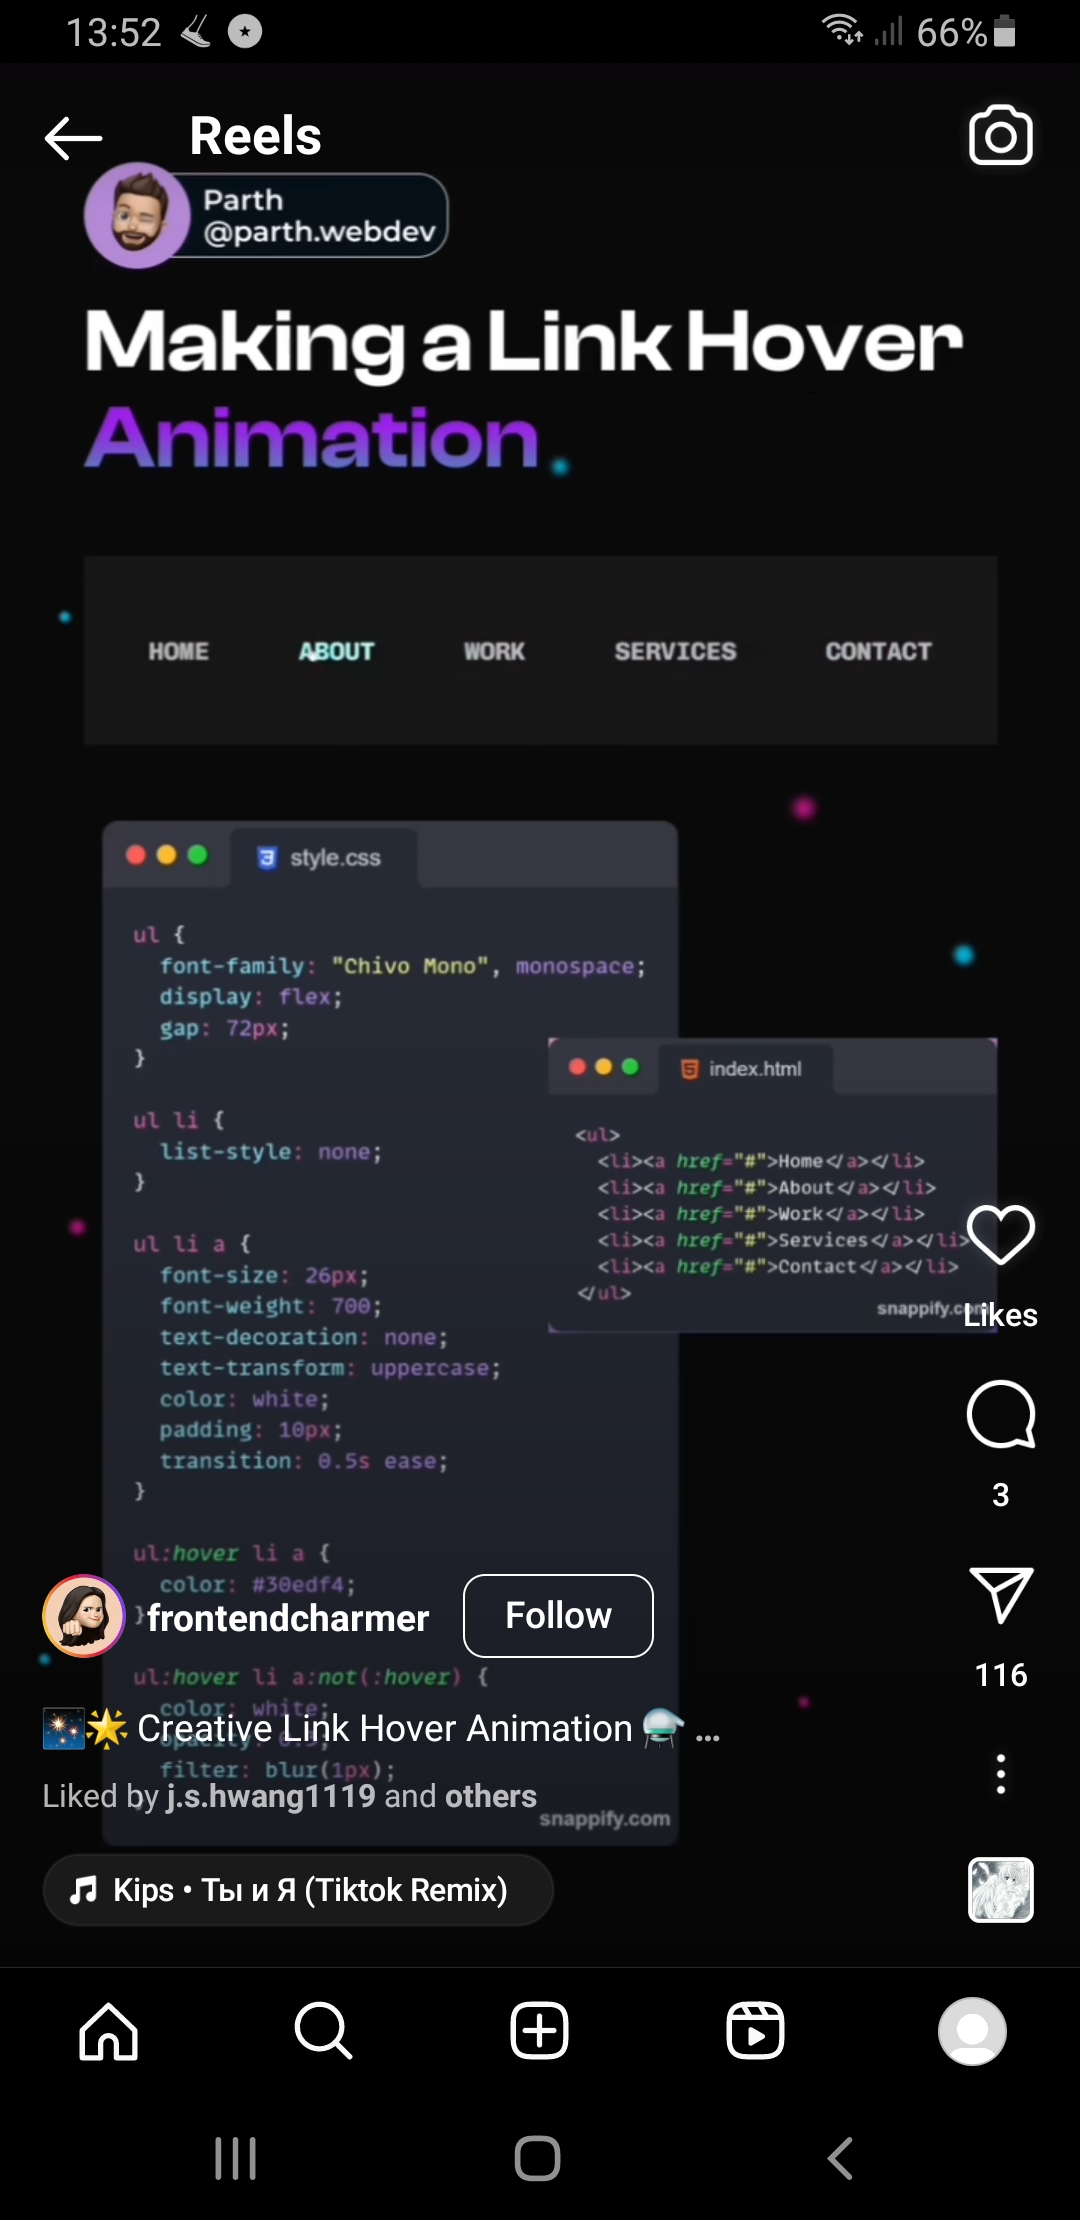 13:52
66%
Reels
Parth
@parth.webdev
Making a Link Hover
Animation
HOME ABOUT WORK SERVICES CONTACT
style.css
ul {
font-family: "Chivo Mono", monospace;
display: flex;
gap: 72px;
}
ul li {
list-style: none;
}
ul li a {
font-size: 26px;
font-weight: 700;
text-decoration: none;
text-transform: uppercase;
color: white;
padding: 10px;
transition: 0.5s ease;
}
ul:hover li a {
color: #30edf4;
}
ul:hover li a:not(:hover) {
color: white;
filter: blur(1px);
snappify.com
index.html
<ul>
<li><a href="#">Home</a></li>
<li><a href="#">About</a></li>
<li><a href="#">Work</a></li>
<li><a href="#">Services</a></li>
<li><a href="#">Contact</a></li>
</ul>
snappify.com
Likes
3
116
frontendcharmer
Follow
🎇🌟 Creative Link Hover Animation ...
Liked by j.s.hwang1119 and others
Kips • Ты и Я (Tiktok Remix)